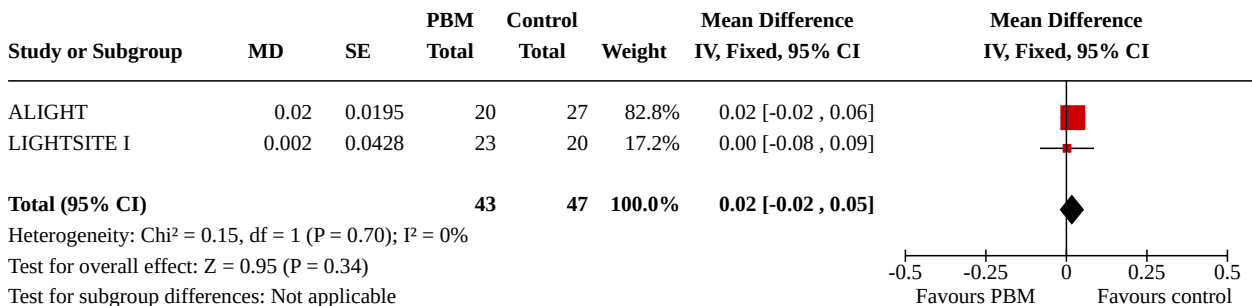 PBM Control Mean Difference Mean Difference
Study or Subgroup MD SE Total Total Weight IV, Fixed, 95% CI IV, Fixed, 95% CI
ALIGHT 0.02 0.0195 20 27 82.8% 0.02 [-0.02 , 0.06]
LIGHTSITE I 0.002 0.0428 23 20 17.2% 0.00 [-0.08 , 0.09]
Total (95% CI) 43 47 100.0% 0.02 [-0.02 , 0.05]
Heterogeneity: Chi² = 0.15, df = 1 (P = 0.70); I² = 0%
Test for overall effect: Z = 0.95 (P = 0.34)
-0.5 -0.25 0 0.25 0.5
Test for subgroup differences: Not applicable Favours PBM Favours control